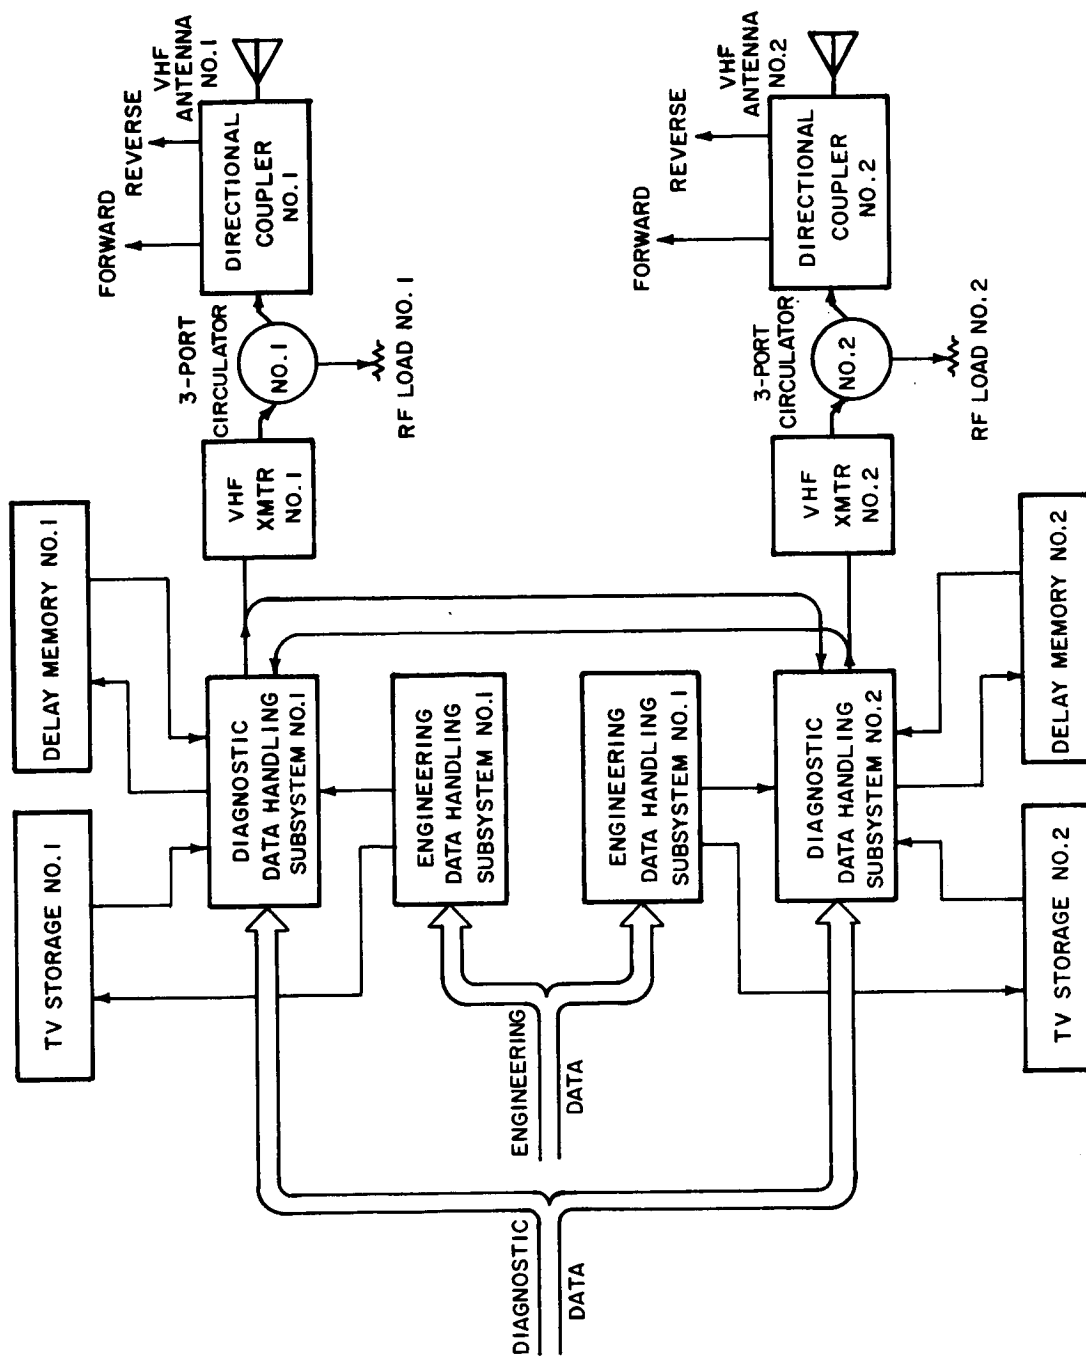 TV STORAGE NO.1
DELAY MEMORY NO.1
DIAGNOSTIC
DATA HANDLING
SUBSYSTEM NO.1
VHF
XMTR
NO.1
3-PORT
CIRCULATOR
NO.1
RF LOAD NO.1
FORWARD
REVERSE
DIRECTIONAL
COUPLER
NO.1
VHF
ANTENNA
NO.1
ENGINEERING
DATA HANDLING
SUBSYSTEM NO.1
DIAGNOSTIC
DATA
ENGINEERING
DATA
ENGINEERING
DATA HANDLING
SUBSYSTEM NO.1
DIAGNOSTIC
DATA HANDLING
SUBSYSTEM NO.2
VHF
XMTR
NO.2
3-PORT
CIRCULATOR
NO.2
RF LOAD NO.2
FORWARD
REVERSE
DIRECTIONAL
COUPLER
NO.2
VHF
ANTENNA
NO.2
TV STORAGE NO.2
DELAY MEMORY NO.2